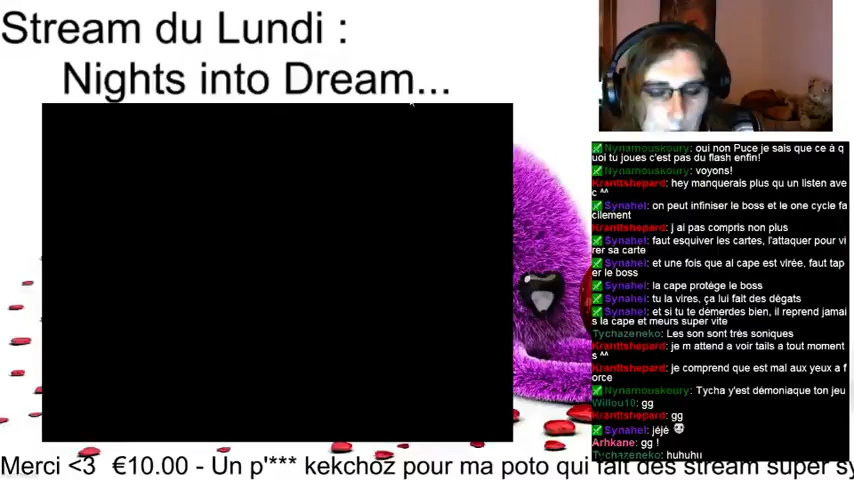 Stream du Lundi :
Nights into Dream...
Nynamouskoury: oui non Puce je sais que ce à q
uoi tu joues c'est pas du flash enfin!
Nynamouskoury: voyons!
Kranttshepard: hey manquerais plus qu un listen ave
c ^^
Synahel: on peut infiniser le boss et le one cycle fa
cilement
Kranttshepard: j ai pas compris non plus
Synahel: faut esquiver les cartes, l'attaquer pour vi
rer sa carte
Synahel: et une fois que al cape est virée, faut tap
er le boss
Synahel: la cape protége le boss
Synahel: tu la vires, ça lui fait des dégats
Synahel: et si tu te démerdes bien, il reprend jamai
s la cape et meurs super vite
Tychazeneko: Les son sont très soniques
Kranttshepard: je m attend a voir tails a tout moment
s ^^
Kranttshepard: je comprend que est mal aux yeux a f
orce
Nynamouskoury: Tycha y'est démoniaque ton jeu
Willou10: gg
Kranttshepard: gg
Synahel: jéjé
Arhkane: gg !
Tychazeneko: huhuhu
Merci <3 €10.00 - Un p'*** kekchoz pour ma poto qui fait des stream super sy